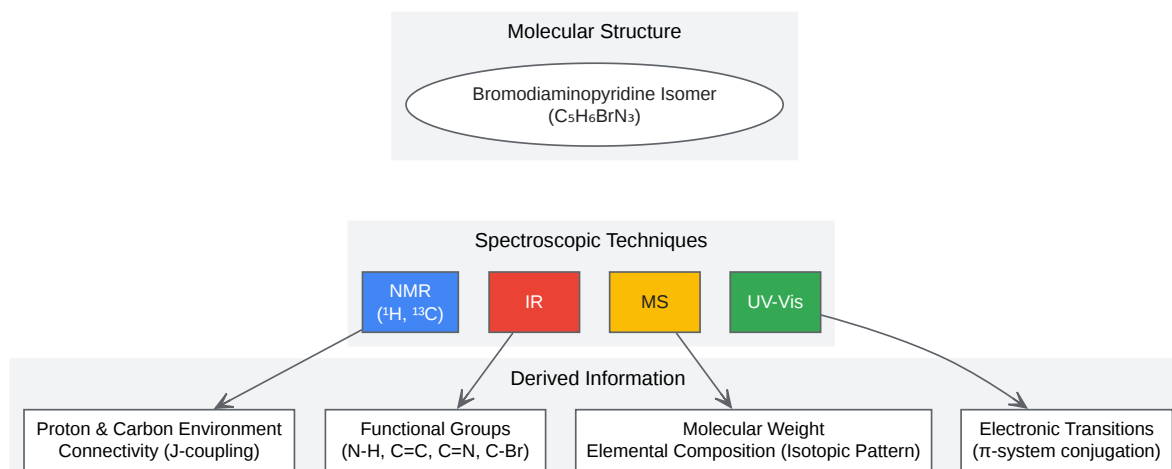 Molecular Structure
Bromodiaminopyridine Isomer
(C₅H₆BrN₃)
Spectroscopic Techniques
NMR
(¹H, ¹³C)
IR
MS
UV-Vis
Derived Information
Proton & Carbon Environment
Connectivity (J-coupling)
Functional Groups
(N-H, C=C, C=N, C-Br)
Molecular Weight
Elemental Composition (Isotopic Pattern)
Electronic Transitions
(π-system conjugation)